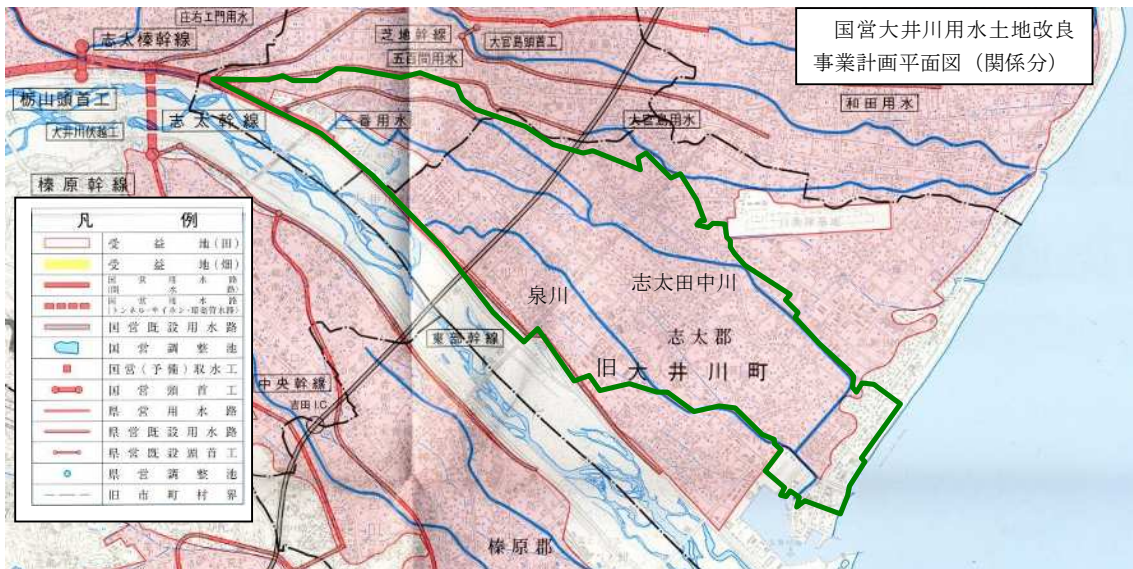 国営大井川用水土地改良
事業計画平面図（関係分）
庄右エ門用水
志太榛幹線
芝地幹線
大官島頭首工
五百間用水
栃山頭首工
和田用水
大井川伏越工
志太幹線
一番用水
大官島用水
榛原幹線
凡例
受益地（田）
受益地（畑）
国営用水路
（開水路）
国営用水路
国営既設用水路
国営調整池
国営（予備）取水工
国営頭首工
県営用水路
県営既設用水路
県営既設頭首工
県営調整池
旧市町村界
泉川
志太田中川
志太郡
東部幹線
旧大井川町
中央幹線
吉田I.C
榛原郡